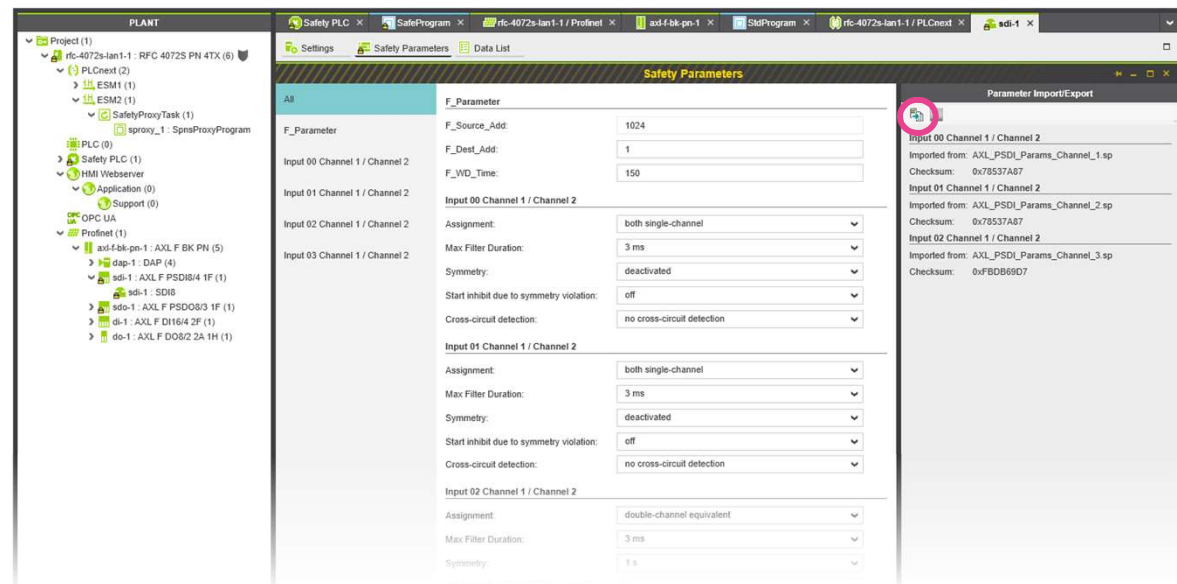 PLANT
Project (1)
rfc-4072s-lan1-1 : RFC 4072S PN 4TX (6)
PLCnext (2)
ESM1 (1)
ESM2 (1)
SafetyProxyTask (1)
sproxy_1 : SpnsProxyProgram
PLC (0)
Safety PLC (1)
HMI Webserver
Application (0)
Support (0)
OPC UA
OPC UA
Profinet (1)
axl-f-bk-pn-1 : AXL F BK PN (5)
dap-1 : DAP (4)
sdi-1 : AXL F PSDI8/4 1F (1)
sdi-1 : SDI8
sdo-1 : AXL F PSDO8/3 1F (1)
di-1 : AXL F DI16/4 2F (1)
do-1 : AXL F DO8/2 2A 1H (1)
Safety PLC × SafeProgram × rfc-4072s-lan1-1 / Profinet × axl-f-bk-pn-1 × StdProgram × rfc-4072s-lan1-1 / PLCnext × sdi-1 ×
Settings Safety Parameters Data List
Safety Parameters
All
F_Parameter
Input 00 Channel 1 / Channel 2
Input 01 Channel 1 / Channel 2
Input 02 Channel 1 / Channel 2
Input 03 Channel 1 / Channel 2
F_Parameter
F_Source_Add: 1024
F_Dest_Add: 1
F_WD_Time: 150
Input 00 Channel 1 / Channel 2
Assignment: both single-channel
Max Filter Duration: 3 ms
Symmetry: deactivated
Start inhibit due to symmetry violation: off
Cross-circuit detection: no cross-circuit detection
Input 01 Channel 1 / Channel 2
Assignment: both single-channel
Max Filter Duration: 3 ms
Symmetry: deactivated
Start inhibit due to symmetry violation: off
Cross-circuit detection: no cross-circuit detection
Input 02 Channel 1 / Channel 2
Assignment: double-channel equivalent
Max Filter Duration: 3 ms
Symmetry: 1 s
Parameter Import/Export
Input 00 Channel 1 / Channel 2
Imported from: AXL_PSDI_Params_Channel_1.sp
Checksum: 0x78537A87
Input 01 Channel 1 / Channel 2
Imported from: AXL_PSDI_Params_Channel_2.sp
Checksum: 0x78537A87
Input 02 Channel 1 / Channel 2
Imported from: AXL_PSDI_Params_Channel_3.sp
Checksum: 0xFBDB69D7